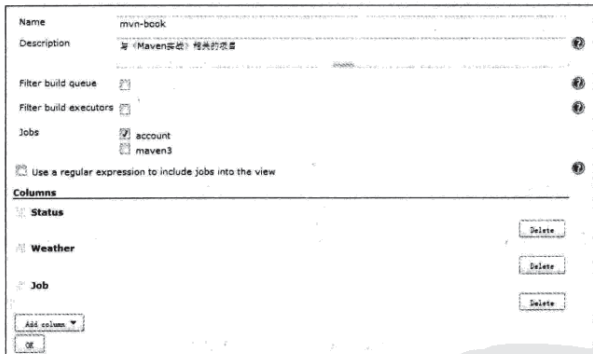 Name mvn-book
Description 与《Maven实战》相关的项目
Filter build queue
Filter build executors
Jobs account
maven3
Use a regular expression to include jobs into the view
Columns
Status
Delete
Weather
Delete
Job
Delete
Add column
OK